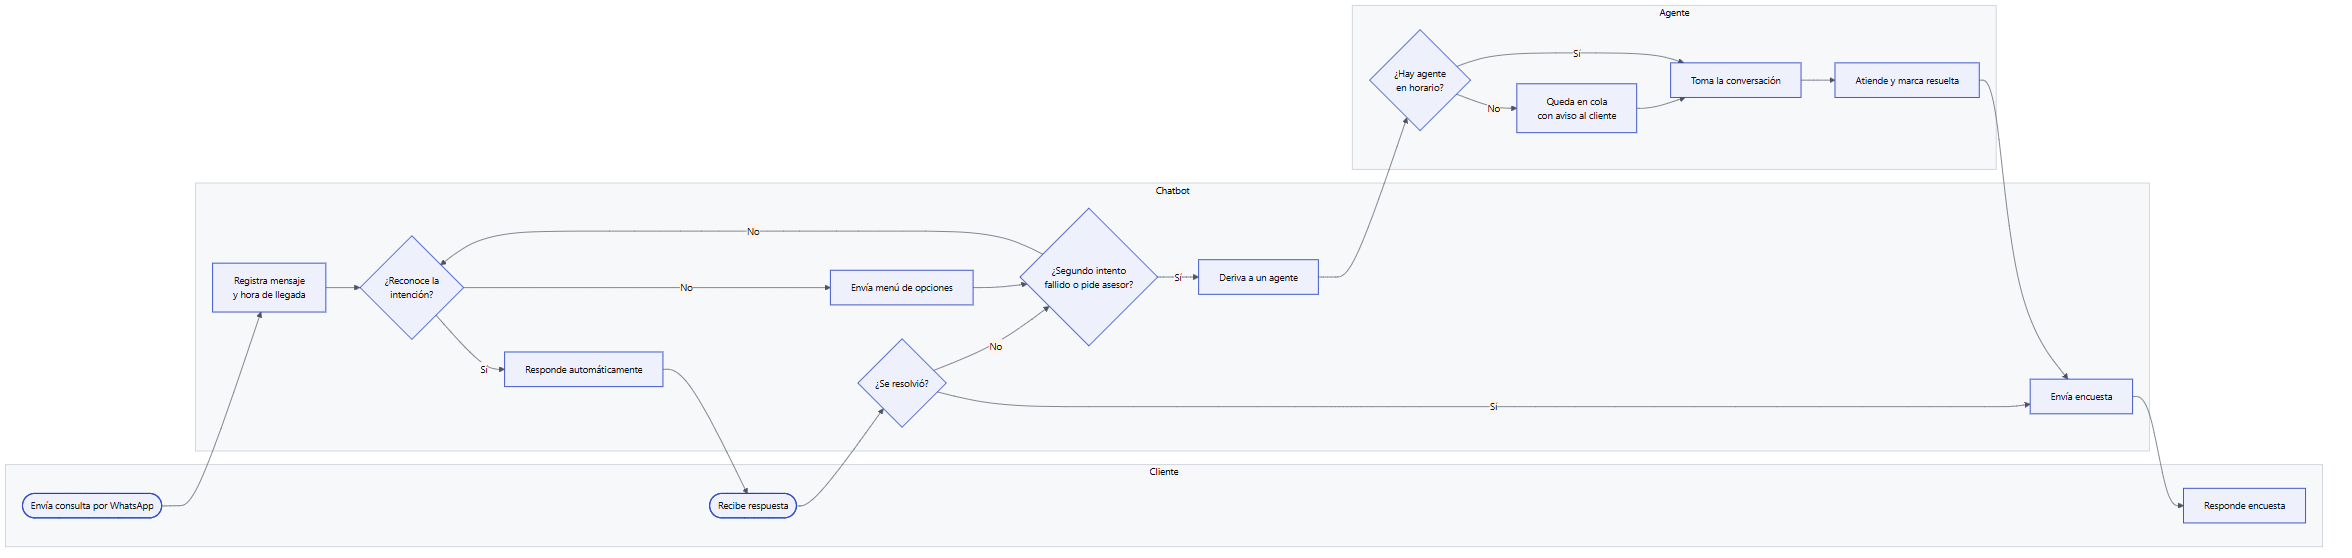 Agente
¿Hay agente
en horario?
Sí
No
Queda en cola
con aviso al cliente
Toma la conversación
Atiende y marca resuelta
Chatbot
Registra mensaje
y hora de llegada
¿Reconoce la
intención?
No
No
Sí
Responde automáticamente
Envía menú de opciones
¿Se resolvió?
No
Sí
¿Segundo intento
fallido o pide asesor?
Sí
Deriva a un agente
Envía encuesta
Cliente
Envía consulta por WhatsApp
Recibe respuesta
Responde encuesta